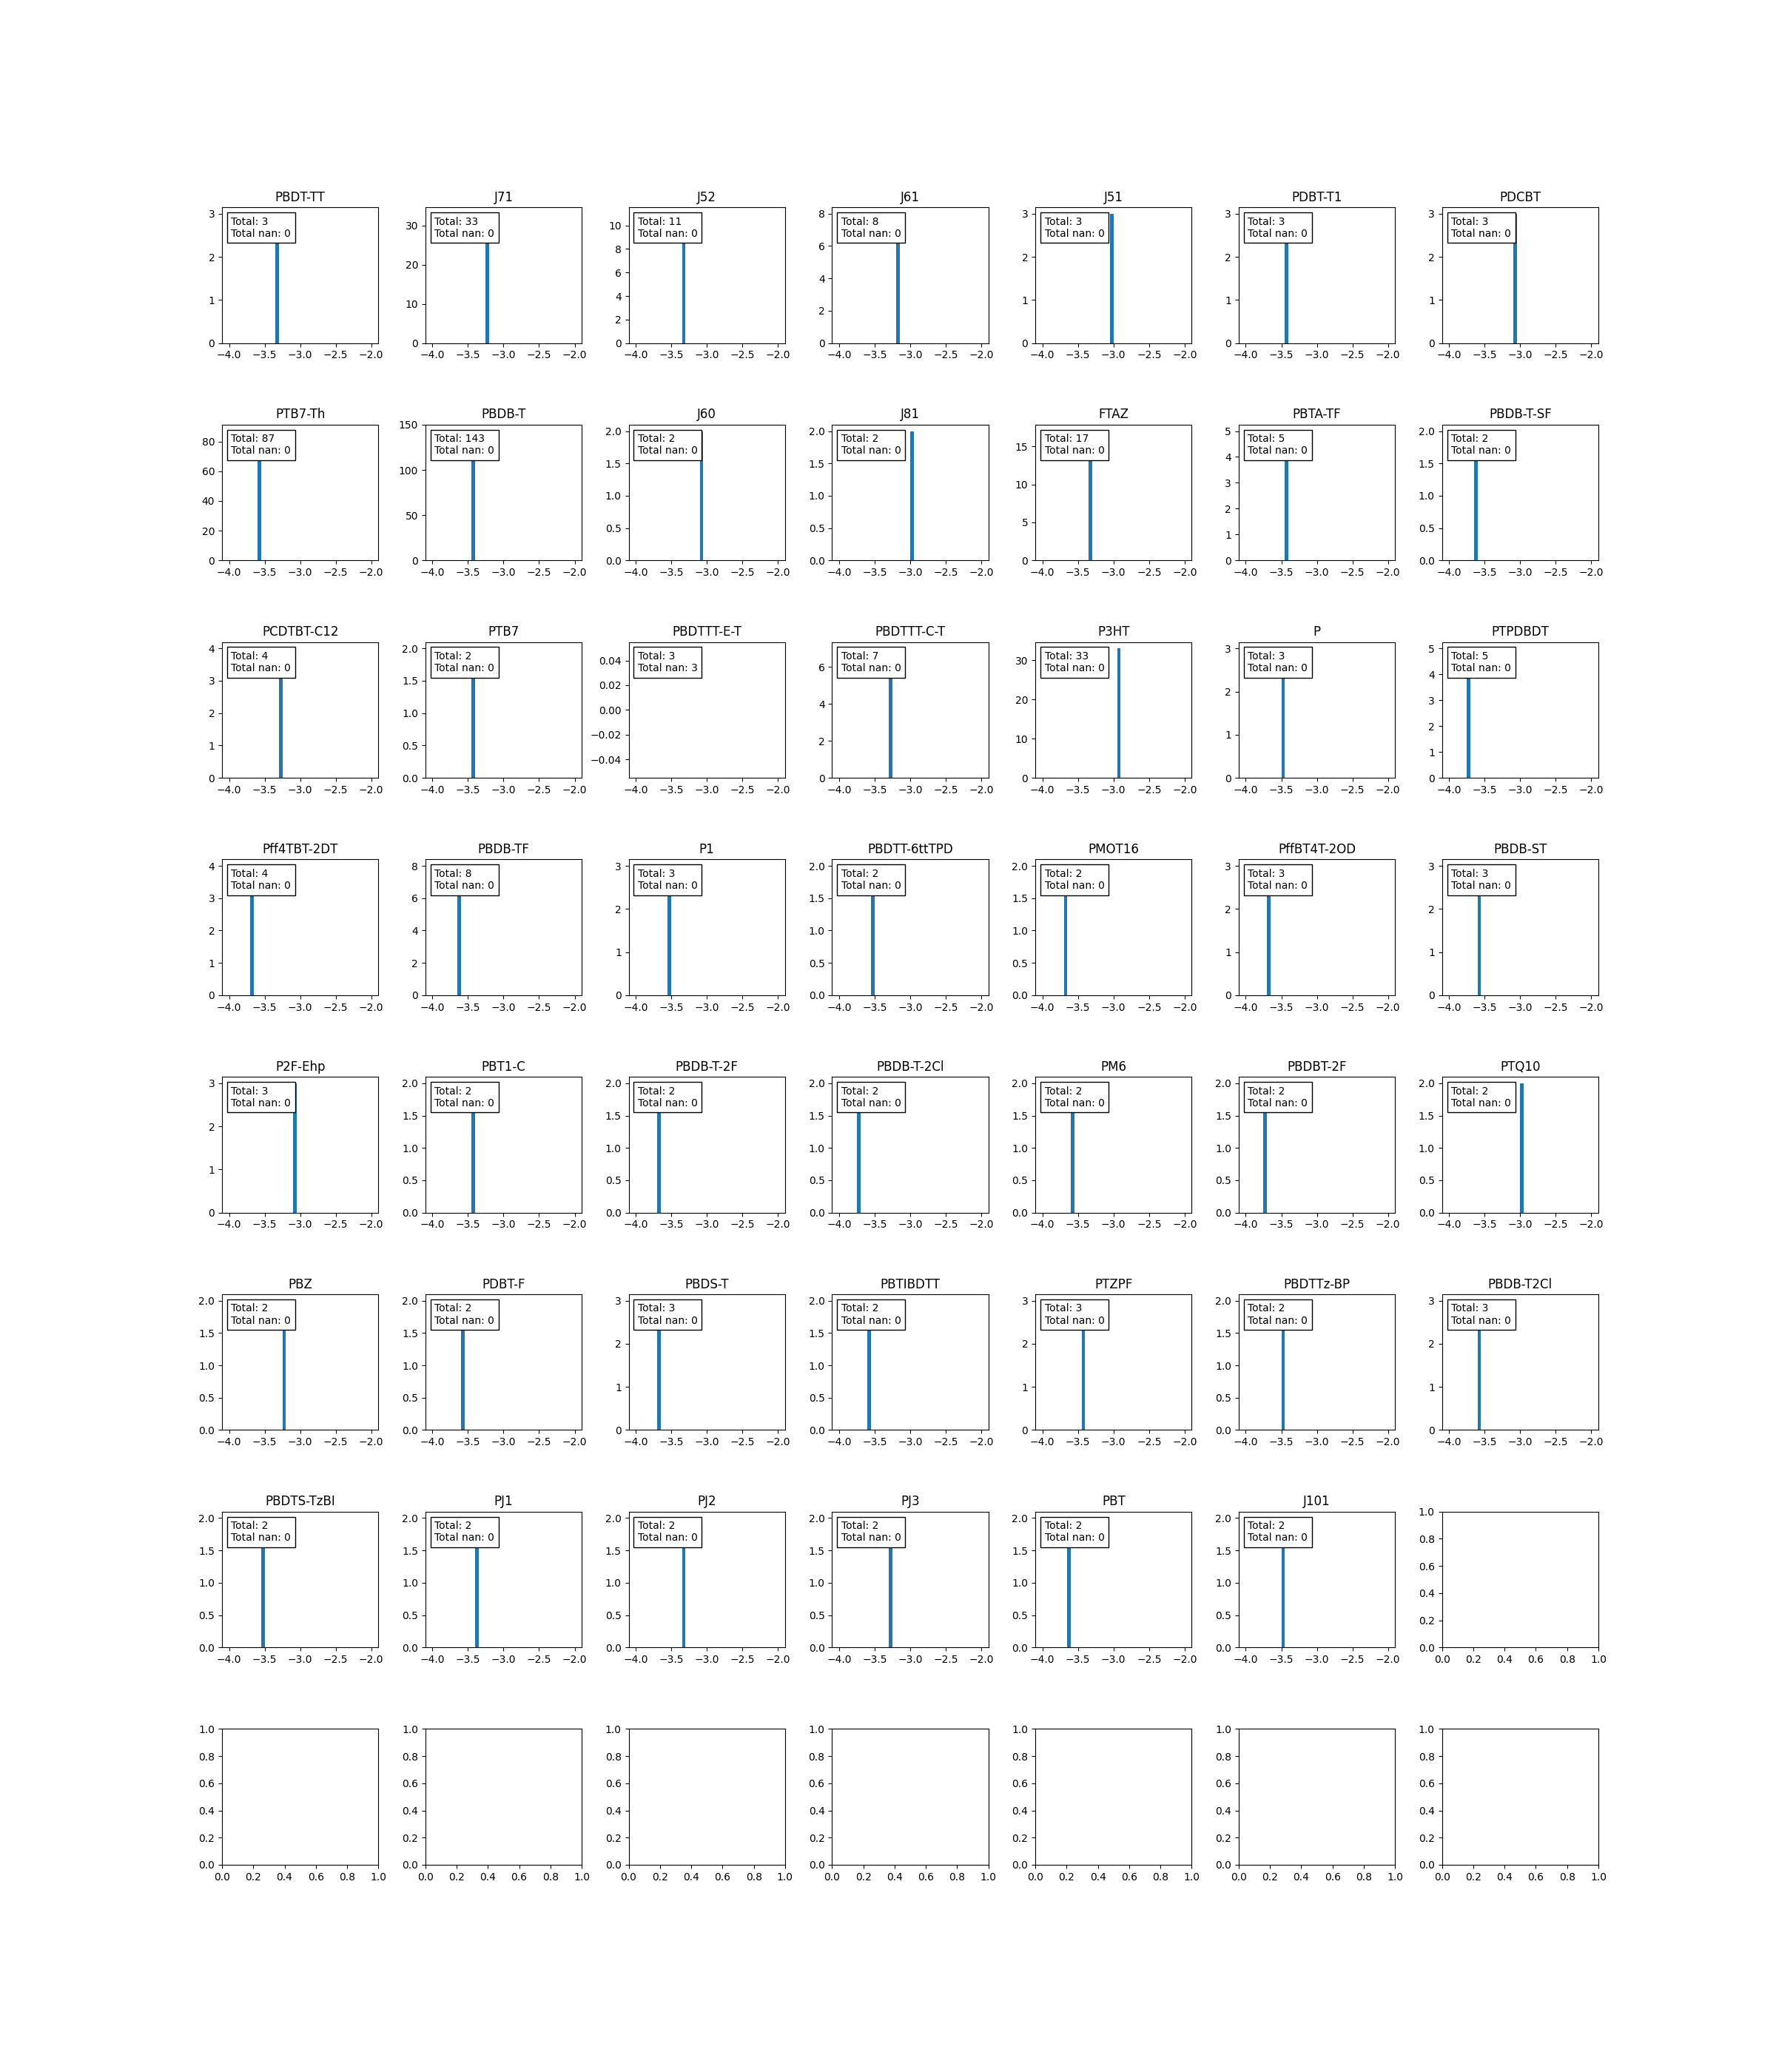 PBDT-TT
Total: 3
Total nan: 0
3 2 1 0
−4.0 −3.5 −3.0 −2.5 −2.0
J71
Total: 33
Total nan: 0
30 20 10 0
−4.0 −3.5 −3.0 −2.5 −2.0
J52
Total: 11
Total nan: 0
10 8 6 4 2 0
−4.0 −3.5 −3.0 −2.5 −2.0
J61
Total: 8
Total nan: 0
8 6 4 2 0
−4.0 −3.5 −3.0 −2.5 −2.0
J51
Total: 3
Total nan: 0
3 2 1 0
−4.0 −3.5 −3.0 −2.5 −2.0
PDBT-T1
Total: 3
Total nan: 0
3 2 1 0
−4.0 −3.5 −3.0 −2.5 −2.0
PDCBT
Total: 3
Total nan: 0
3 2 1 0
−4.0 −3.5 −3.0 −2.5 −2.0
PTB7-Th
Total: 87
Total nan: 0
80 60 40 20 0
−4.0 −3.5 −3.0 −2.5 −2.0
PBDB-T
Total: 143
Total nan: 0
150 100 50 0
−4.0 −3.5 −3.0 −2.5 −2.0
J60
Total: 2
Total nan: 0
2.0 1.5 1.0 0.5 0.0
−4.0 −3.5 −3.0 −2.5 −2.0
J81
Total: 2
Total nan: 0
2.0 1.5 1.0 0.5 0.0
−4.0 −3.5 −3.0 −2.5 −2.0
FTAZ
Total: 17
Total nan: 0
15 10 5 0
−4.0 −3.5 −3.0 −2.5 −2.0
PBTA-TF
Total: 5
Total nan: 0
5 4 3 2 1 0
−4.0 −3.5 −3.0 −2.5 −2.0
PBDB-T-SF
Total: 2
Total nan: 0
2.0 1.5 1.0 0.5 0.0
−4.0 −3.5 −3.0 −2.5 −2.0
PCDTBT-C12
Total: 4
Total nan: 0
4 3 2 1 0
−4.0 −3.5 −3.0 −2.5 −2.0
PTB7
Total: 2
Total nan: 0
2.0 1.5 1.0 0.5 0.0
−4.0 −3.5 −3.0 −2.5 −2.0
PBDTTT-E-T
Total: 3
Total nan: 3
0.04 0.02 0.00 −0.02 −0.04
−4.0 −3.5 −3.0 −2.5 −2.0
PBDTTT-C-T
Total: 7
Total nan: 0
6 4 2 0
−4.0 −3.5 −3.0 −2.5 −2.0
P3HT
Total: 33
Total nan: 0
30 20 10 0
−4.0 −3.5 −3.0 −2.5 −2.0
P
Total: 3
Total nan: 0
3 2 1 0
−4.0 −3.5 −3.0 −2.5 −2.0
PTPDBDT
Total: 5
Total nan: 0
5 4 3 2 1 0
−4.0 −3.5 −3.0 −2.5 −2.0
Pff4TBT-2DT
Total: 4
Total nan: 0
4 3 2 1 0
−4.0 −3.5 −3.0 −2.5 −2.0
PBDB-TF
Total: 8
Total nan: 0
8 6 4 2 0
−4.0 −3.5 −3.0 −2.5 −2.0
P1
Total: 3
Total nan: 0
3 2 1 0
−4.0 −3.5 −3.0 −2.5 −2.0
PBDTT-6ttTPD
Total: 2
Total nan: 0
2.0 1.5 1.0 0.5 0.0
−4.0 −3.5 −3.0 −2.5 −2.0
PMOT16
Total: 2
Total nan: 0
2.0 1.5 1.0 0.5 0.0
−4.0 −3.5 −3.0 −2.5 −2.0
PffBT4T-2OD
Total: 3
Total nan: 0
3 2 1 0
−4.0 −3.5 −3.0 −2.5 −2.0
PBDB-ST
Total: 3
Total nan: 0
3 2 1 0
−4.0 −3.5 −3.0 −2.5 −2.0
P2F-Ehp
Total: 3
Total nan: 0
3 2 1 0
−4.0 −3.5 −3.0 −2.5 −2.0
PBT1-C
Total: 2
Total nan: 0
2.0 1.5 1.0 0.5 0.0
−4.0 −3.5 −3.0 −2.5 −2.0
PBDB-T-2F
Total: 2
Total nan: 0
2.0 1.5 1.0 0.5 0.0
−4.0 −3.5 −3.0 −2.5 −2.0
PBDB-T-2Cl
Total: 2
Total nan: 0
2.0 1.5 1.0 0.5 0.0
−4.0 −3.5 −3.0 −2.5 −2.0
PM6
Total: 2
Total nan: 0
2.0 1.5 1.0 0.5 0.0
−4.0 −3.5 −3.0 −2.5 −2.0
PBDBT-2F
Total: 2
Total nan: 0
2.0 1.5 1.0 0.5 0.0
−4.0 −3.5 −3.0 −2.5 −2.0
PTQ10
Total: 2
Total nan: 0
2.0 1.5 1.0 0.5 0.0
−4.0 −3.5 −3.0 −2.5 −2.0
PBZ
Total: 2
Total nan: 0
2.0 1.5 1.0 0.5 0.0
−4.0 −3.5 −3.0 −2.5 −2.0
PDBT-F
Total: 2
Total nan: 0
2.0 1.5 1.0 0.5 0.0
−4.0 −3.5 −3.0 −2.5 −2.0
PBDS-T
Total: 3
Total nan: 0
3 2 1 0
−4.0 −3.5 −3.0 −2.5 −2.0
PBTIBDTT
Total: 2
Total nan: 0
2.0 1.5 1.0 0.5 0.0
−4.0 −3.5 −3.0 −2.5 −2.0
PTZPF
Total: 3
Total nan: 0
3 2 1 0
−4.0 −3.5 −3.0 −2.5 −2.0
PBDTTz-BP
Total: 2
Total nan: 0
2.0 1.5 1.0 0.5 0.0
−4.0 −3.5 −3.0 −2.5 −2.0
PBDB-T2Cl
Total: 3
Total nan: 0
3 2 1 0
−4.0 −3.5 −3.0 −2.5 −2.0
PBDTS-TzBI
Total: 2
Total nan: 0
2.0 1.5 1.0 0.5 0.0
−4.0 −3.5 −3.0 −2.5 −2.0
PJ1
Total: 2
Total nan: 0
2.0 1.5 1.0 0.5 0.0
−4.0 −3.5 −3.0 −2.5 −2.0
PJ2
Total: 2
Total nan: 0
2.0 1.5 1.0 0.5 0.0
−4.0 −3.5 −3.0 −2.5 −2.0
PJ3
Total: 2
Total nan: 0
2.0 1.5 1.0 0.5 0.0
−4.0 −3.5 −3.0 −2.5 −2.0
PBT
Total: 2
Total nan: 0
2.0 1.5 1.0 0.5 0.0
−4.0 −3.5 −3.0 −2.5 −2.0
J101
Total: 2
Total nan: 0
2.0 1.5 1.0 0.5 0.0
−4.0 −3.5 −3.0 −2.5 −2.0
1.0 0.8 0.6 0.4 0.2 0.0
0.0 0.2 0.4 0.6 0.8 1.0
1.0 0.8 0.6 0.4 0.2 0.0
0.0 0.2 0.4 0.6 0.8 1.0
1.0 0.8 0.6 0.4 0.2 0.0
0.0 0.2 0.4 0.6 0.8 1.0
1.0 0.8 0.6 0.4 0.2 0.0
0.0 0.2 0.4 0.6 0.8 1.0
1.0 0.8 0.6 0.4 0.2 0.0
0.0 0.2 0.4 0.6 0.8 1.0
1.0 0.8 0.6 0.4 0.2 0.0
0.0 0.2 0.4 0.6 0.8 1.0
1.0 0.8 0.6 0.4 0.2 0.0
0.0 0.2 0.4 0.6 0.8 1.0
1.0 0.8 0.6 0.4 0.2 0.0
0.0 0.2 0.4 0.6 0.8 1.0